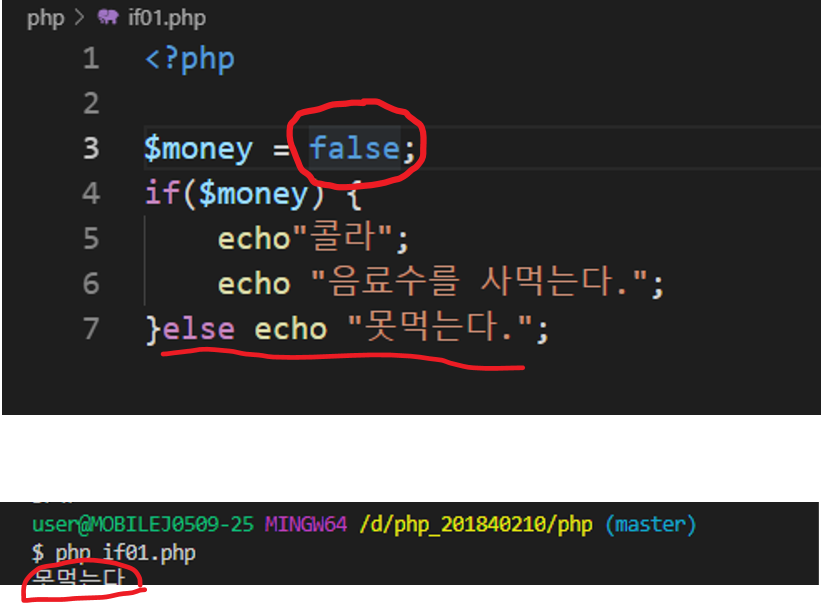 php > if01.php
1 <?php
2
3 $money = false;
4 if($money) {
5 echo"콜라";
6 echo "음료수를 사먹는다.";
7 }else echo "못먹는다.";
user@MOBILEJ0509-25 MINGW64 /d/php_201840210/php (master)
$ php if01.php
못먹는다